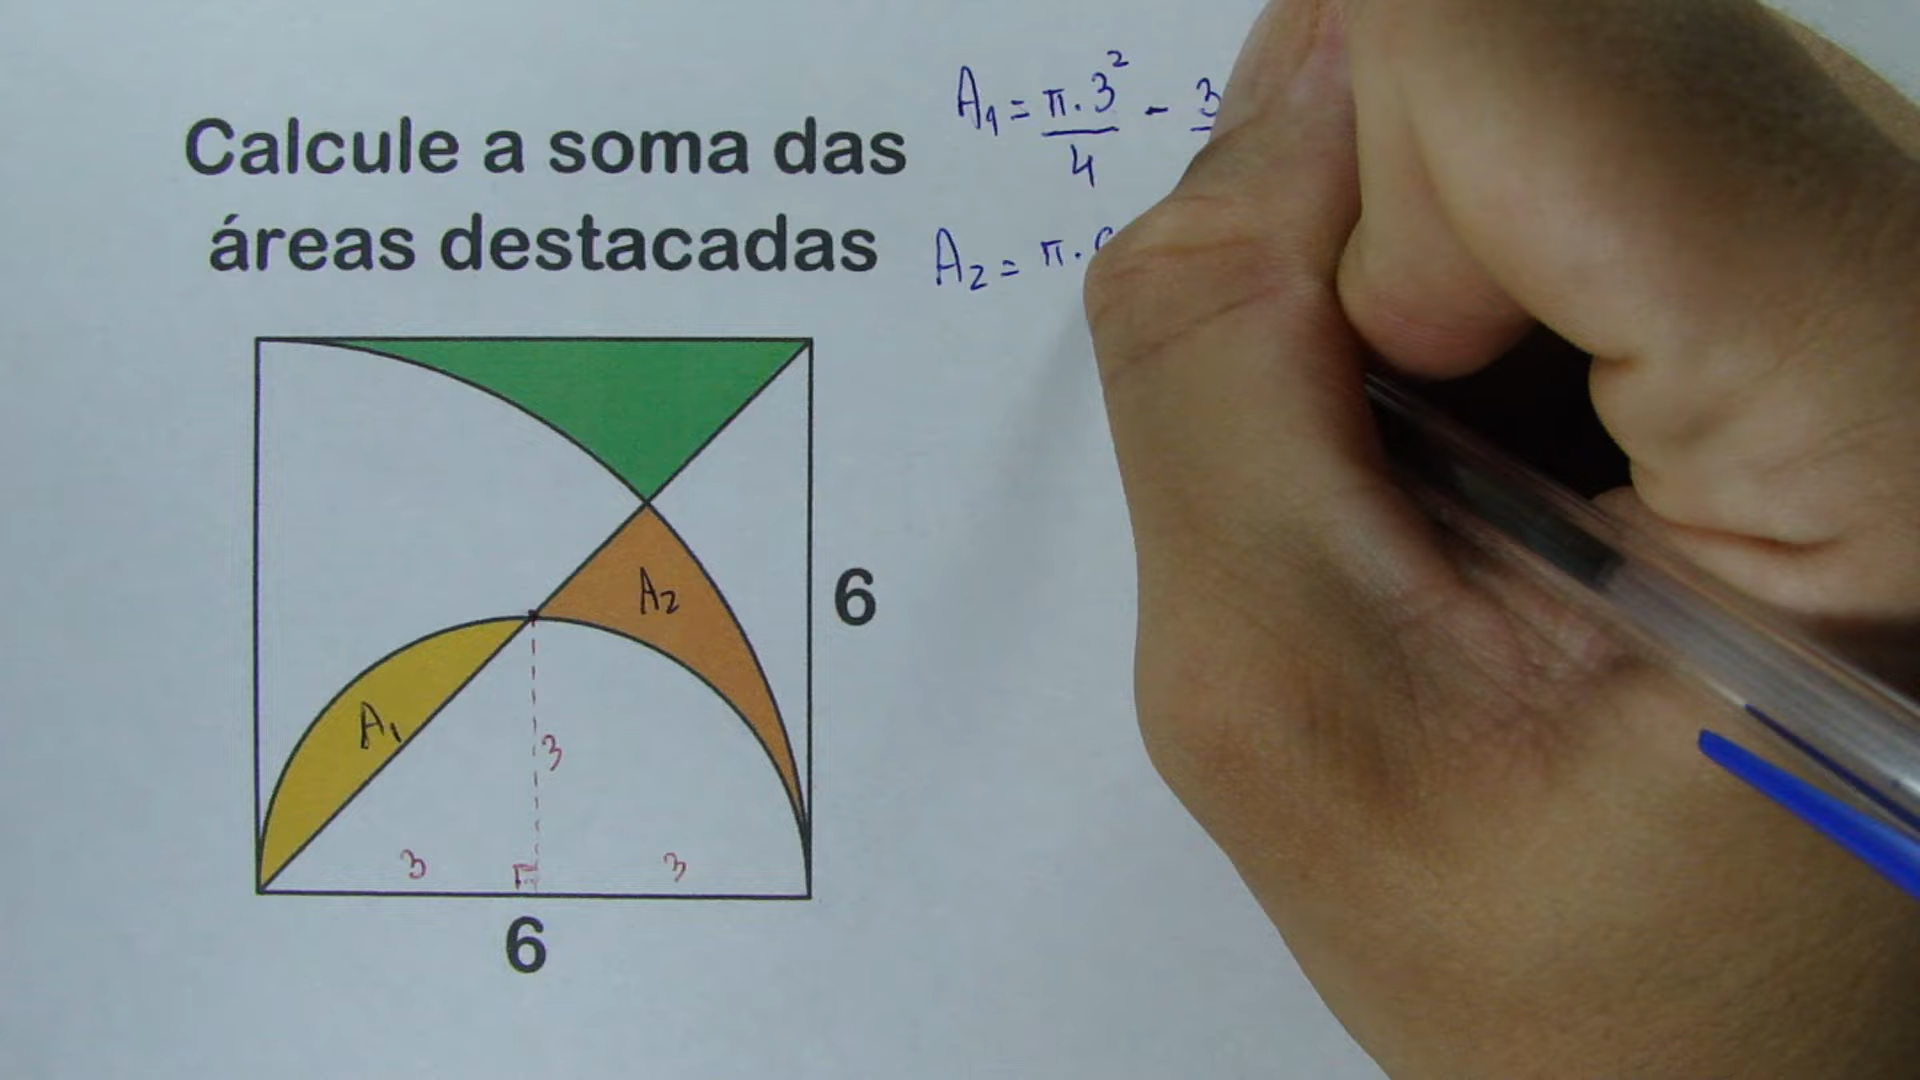 Calcule a soma das
áreas destacadas
A₁ = π.3² / 4 - 3
A₂ = π.
A₂
6
A₁
3
3
3
6